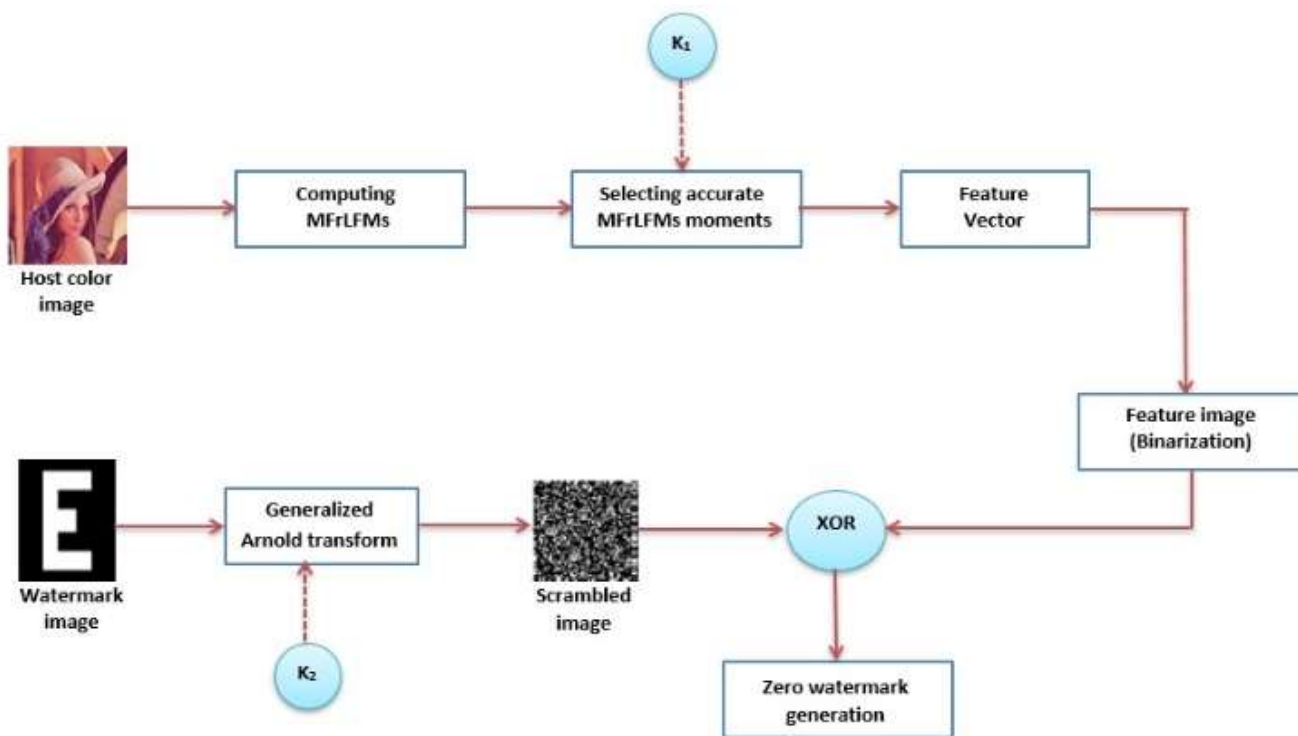 K₁
Computing
MFrLFMs
Selecting accurate
MFrLFMs moments
Feature
Vector
Host color
image
Feature image
(Binarization)
E
Generalized
Arnold transform
XOR
Watermark
image
Scrambled
image
K₂
Zero watermark
generation